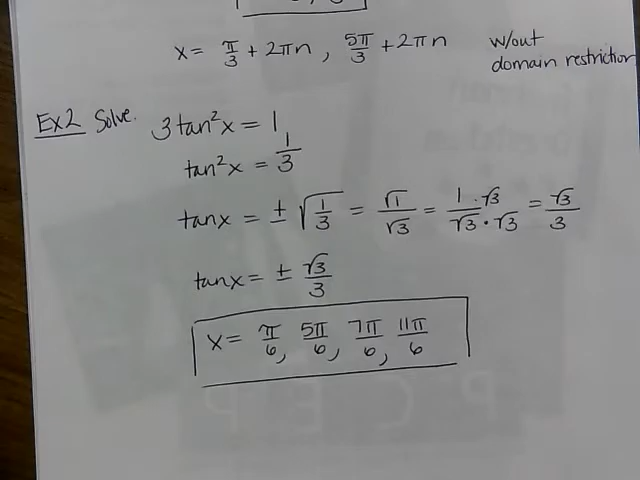 x = π/3 + 2πn , 5π/3 + 2πn w/out domain restriction
Ex2 Solve. 3tan²x = 1
tan²x = 1/3
tanx = ± √(1/3) = √1/√3 = 1·√3/√3·√3 = √3/3
tanx = ± √3/3
x = π/6, 5π/6, 7π/6, 11π/6